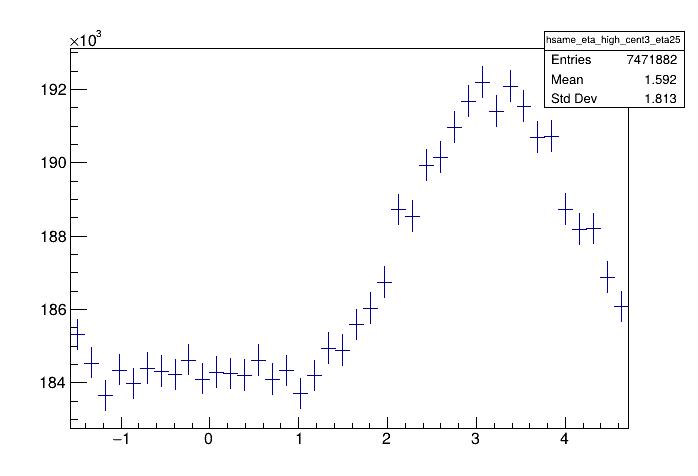 ×10³
hsame_eta_high_cent3_eta25
Entries 7471882
Mean 1.592
Std Dev 1.813
192
190
188
186
184
−1 0 1 2 3 4